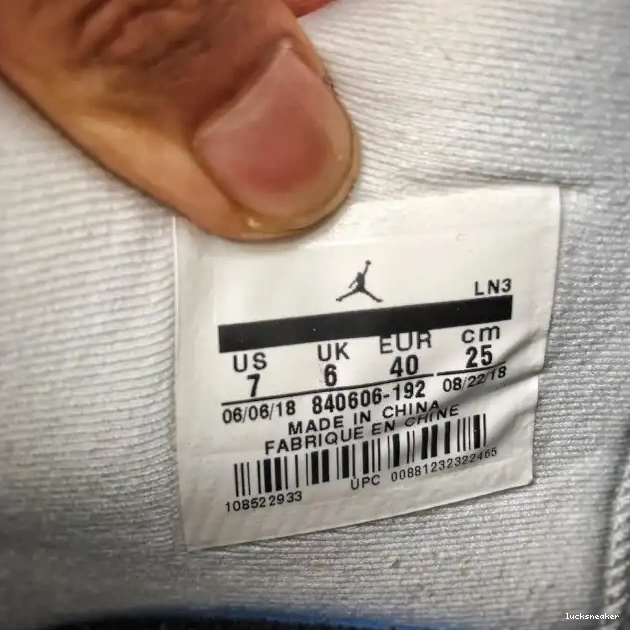 LN3
US UK EUR cm
7 6 40 25
06/06/18 840606-192 08/22/18
MADE IN CHINA
FABRIQUE EN CHINE
108522933 UPC 00881232322465
lucksneaker